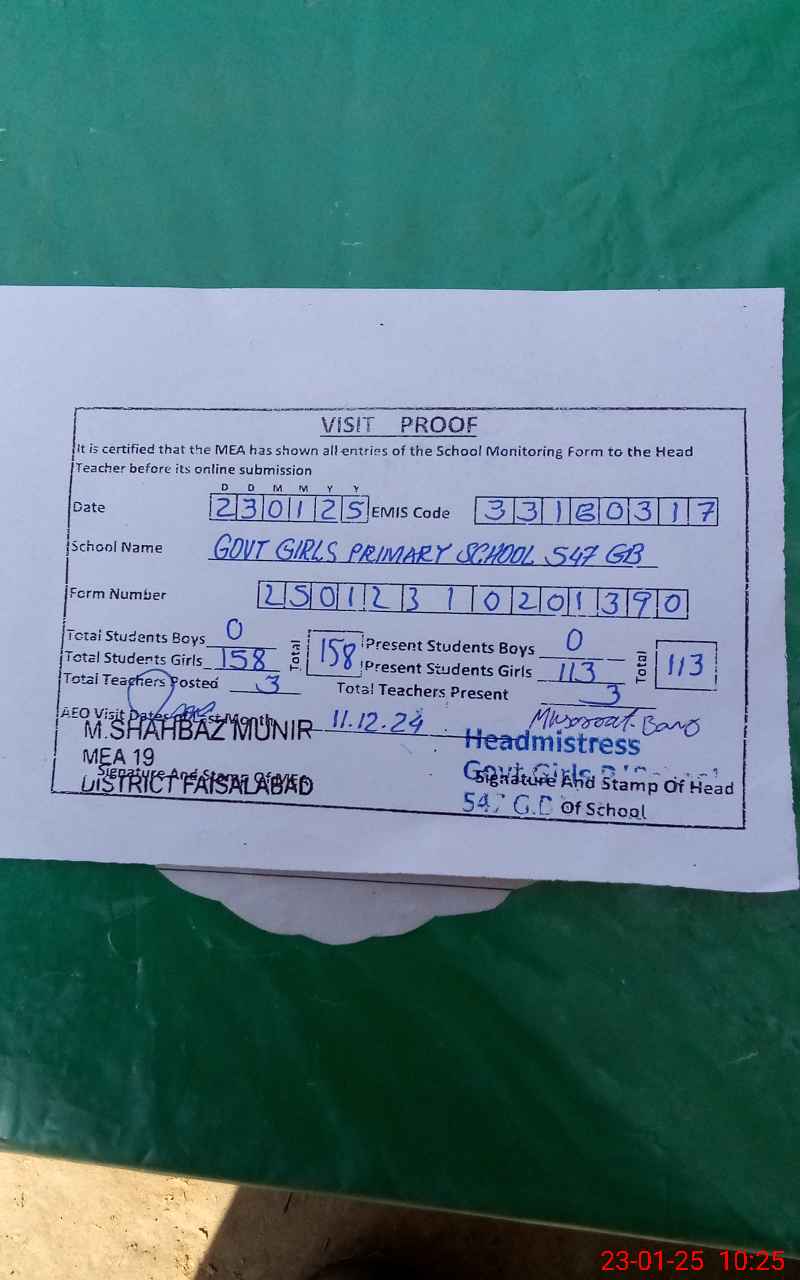 VISIT PROOF
It is certified that the MEA has shown all entries of the School Monitoring Form to the Head
Teacher before its online submission
D D M M Y Y
Date 230125 EMIS Code 33180317
School Name GOVT GIRLS PRIMARY SCHOOL 547 GB
Form Number 25012310201390
Total Students Boys 0 Total 158 Present Students Boys 0 Total 113
Total Students Girls 158 Present Students Girls 113
Total Teachers Posted 3 Total Teachers Present 3
AEO Visit Dates of Last Month 11.12.24
M.SHAHBAZ MUNIR Headmistress
MEA 19 Govt Girls
Signature And Stamp Of MEA Signature And Stamp Of Head
DISTRICT FAISALABAD 547 G.B Of School
23-01-25 10:25